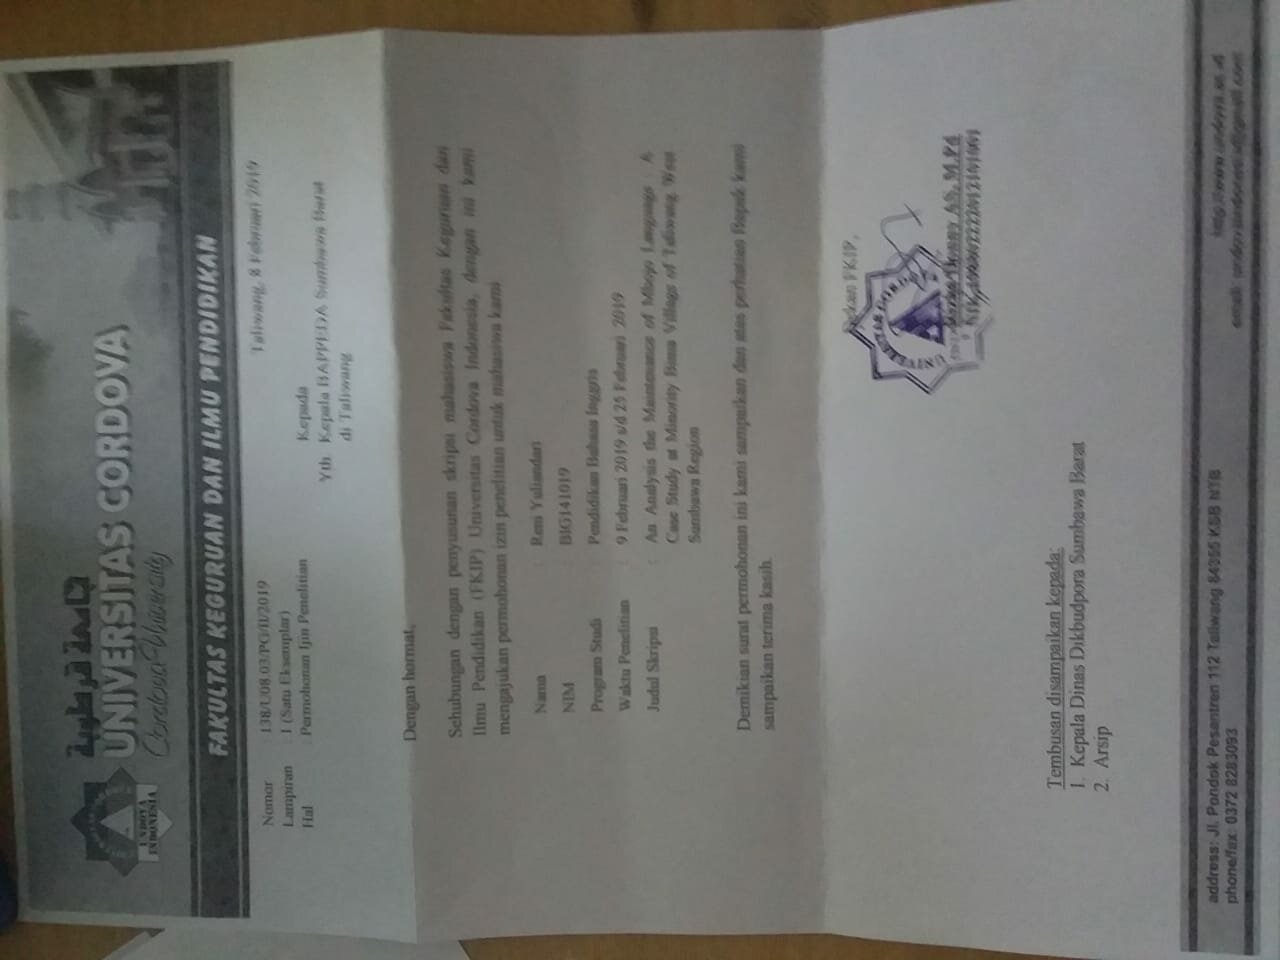 جامعة قرطبة
UNIVERSITAS CORDOVA
Cordova University
UNDOVA
INDONESIA
FAKULTAS KEGURUAN DAN ILMU PENDIDIKAN
Taliwang, 8 Februari 2019
Nomor : 138/U.08.03/PG/II/2019
Lampiran : 1 (Satu Eksemplar)
Hal : Permohonan Ijin Penelitian
Kepada
Yth. Kepala BAPPEDA Sumbawa Barat
di Taliwang
Dengan hormat,
Sehubungan dengan penyusunan skripsi mahasiswa Fakultas Keguruan dan
Ilmu Pendidikan (FKIP) Universitas Cordova Indonesia, dengan ini kami
mengajukan permohonan izin penelitian untuk mahasiswa kami
Nama : Reni Yuliandari
NIM : BIG141019
Program Studi : Pendidikan Bahasa Inggris
Waktu Penelitian : 9 Februari 2019 s/d 25 Februari 2019
Judul Skripsi : An Analysis the Maintenance of Mbojo Language : A
Case Study at Minority Bima Village of Taliwang West
Sumbawa Region
Demikian surat permohonan ini kami sampaikan dan atas perhatian Bapak kami
sampaikan terima kasih.
Dekan FKIP,
UNIVERSITAS CORDOVA
AS, M.Pd
Tembusan disampaikan kepada:
1. Kepala Dinas Dikbudpora Sumbawa Barat
2. Arsip
address: Jl. Pondok Pesantren 112 Taliwang 84355 KSB NTB
phone/fax: 0372 8283093
http://www.undova.ac.id